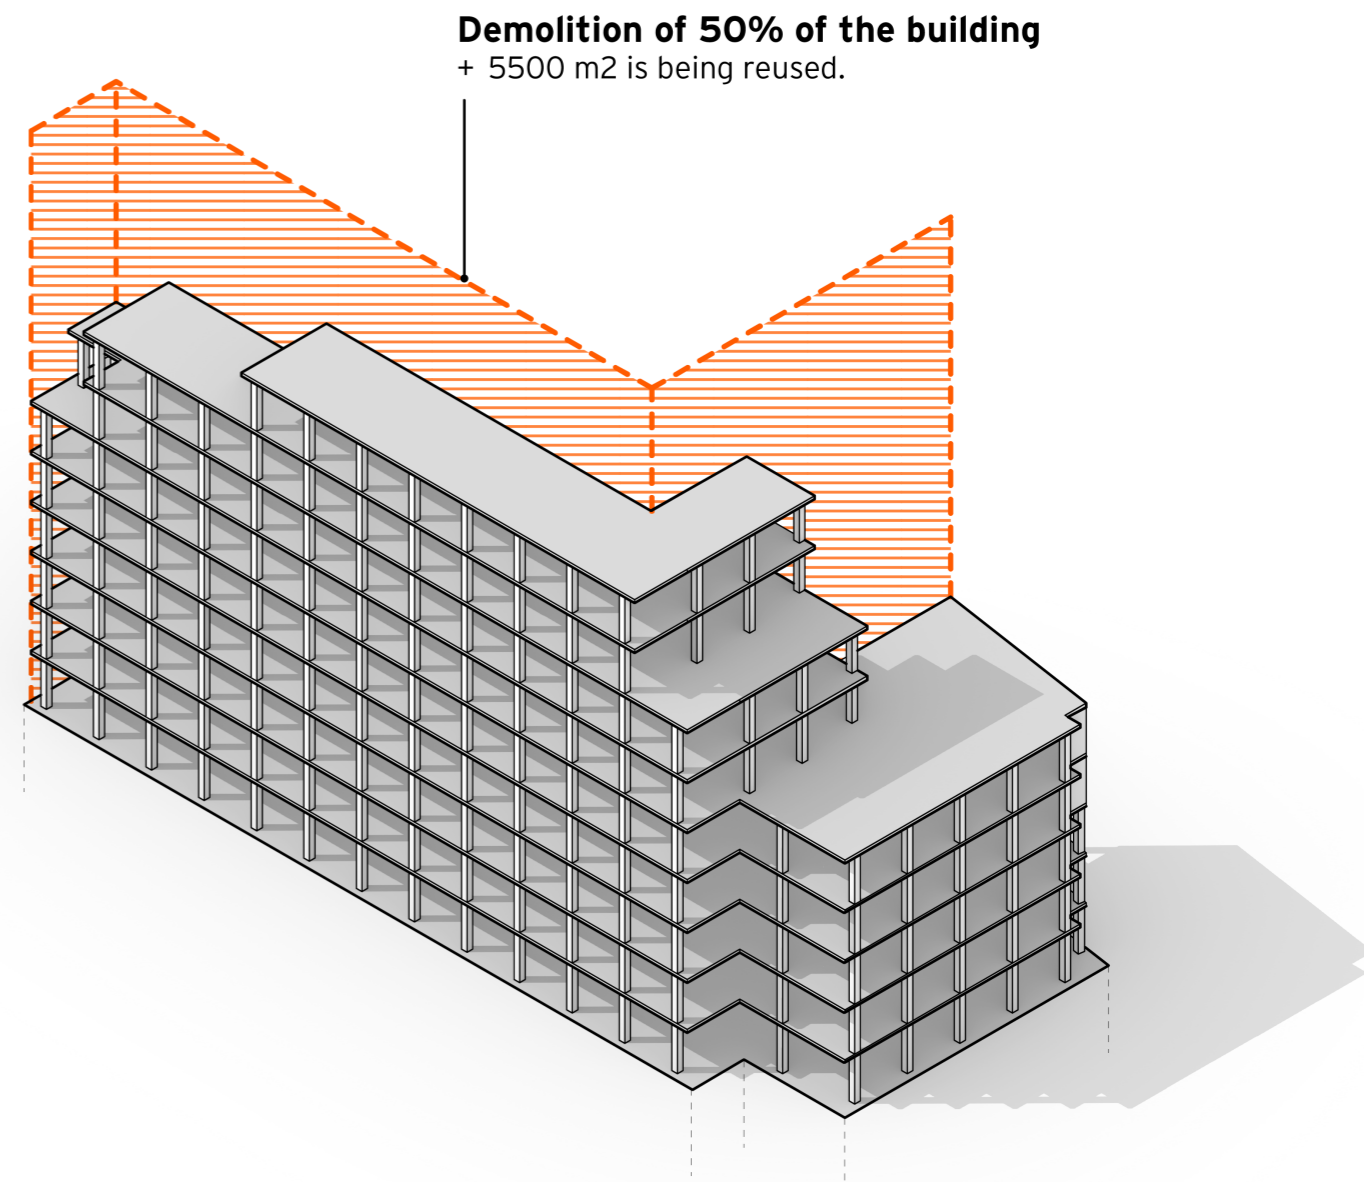 Demolition of 50% of the building
+ 5500 m2 is being reused.